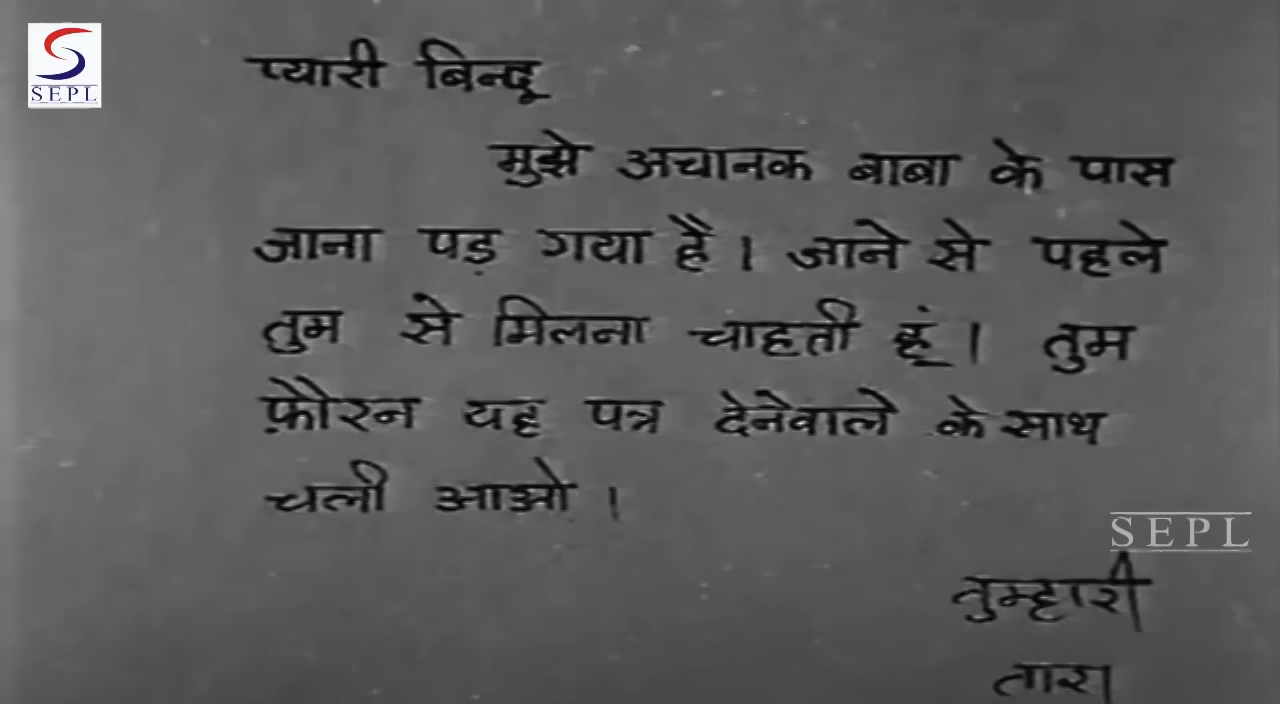 SEPL
प्यारी बिन्दू
मुझे अचानक बाबा के पास
जाना पड़ गया है। जाने से पहले
तुम से मिलना चाहती हूं। तुम
फ़ौरन यह पत्र देनेवाले के साथ
चली आओ।
SEPL
तुम्हारी
तारा